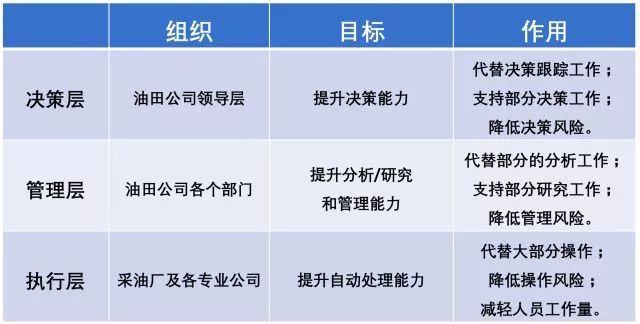 组织 目标 作用
决策层 油田公司领导层 提升决策能力 代替决策跟踪工作；
支持部分决策工作；
降低决策风险。
管理层 油田公司各个部门 提升分析/研究
和管理能力 代替部分的分析工作；
支持部分研究工作；
降低管理风险。
执行层 采油厂及各专业公司 提升自动处理能力 代替大部分操作；
降低操作风险；
减轻人员工作量。